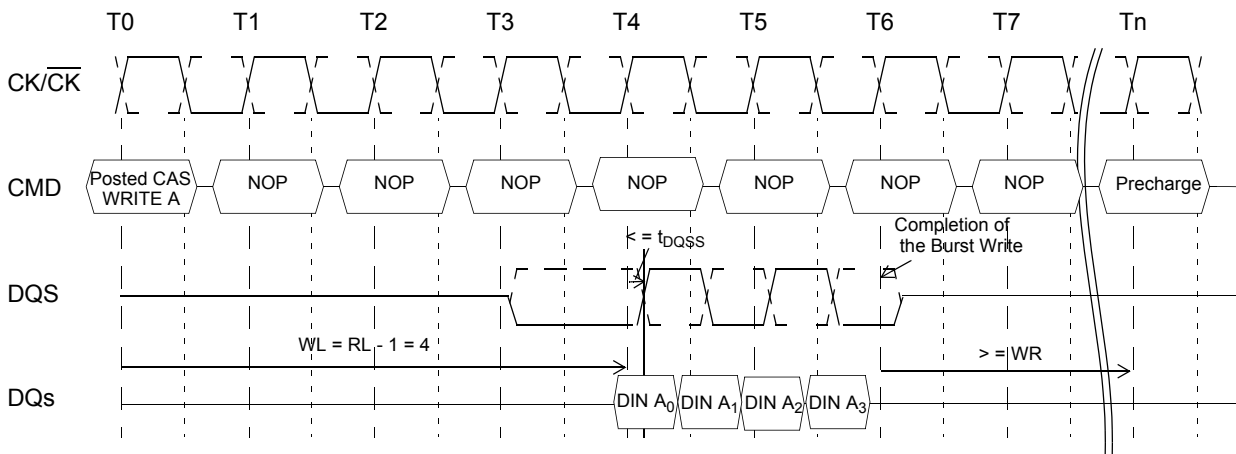 T0 T1 T2 T3 T4 T5 T6 T7 Tn
CK/C̅K̅
CMD
Posted CAS
WRITE A
NOP NOP NOP NOP NOP NOP NOP Precharge
< = tDQSS
Completion of
the Burst Write
DQS
WL = RL - 1 = 4
> = WR
DQs
DIN A0 DIN A1 DIN A2 DIN A3